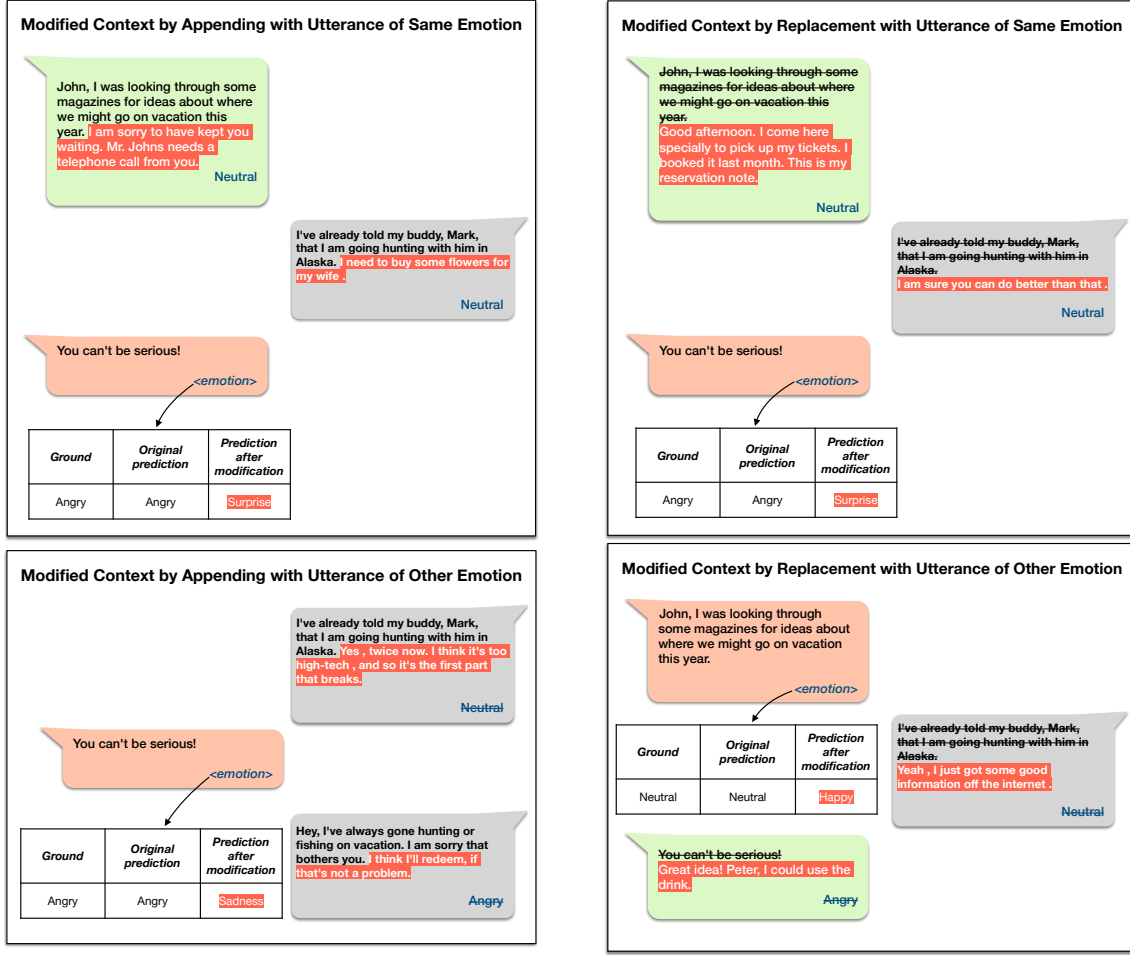 Modified Context by Appending with Utterance of Same Emotion
John, I was looking through some
magazines for ideas about where
we might go on vacation this
year. I am sorry to have kept you
waiting. Mr. Johns needs a
telephone call from you.
Neutral
I've already told my buddy, Mark,
that I am going hunting with him in
Alaska. I need to buy some flowers for
my wife .
Neutral
You can't be serious!
<emotion>
Ground Original prediction Prediction after modification
Angry Angry Surprise
Modified Context by Replacement with Utterance of Same Emotion
John, I was looking through some
magazines for ideas about where
we might go on vacation this
year.
Good afternoon. I come here
specially to pick up my tickets. I
booked it last month. This is my
reservation note.
Neutral
I've already told my buddy, Mark,
that I am going hunting with him in
Alaska.
I am sure you can do better than that .
Neutral
You can't be serious!
<emotion>
Ground Original prediction Prediction after modification
Angry Angry Surprise
Modified Context by Appending with Utterance of Other Emotion
I've already told my buddy, Mark,
that I am going hunting with him in
Alaska. Yes , twice now. I think it's too
high-tech , and so it's the first part
that breaks.
Neutral
You can't be serious!
<emotion>
Ground Original prediction Prediction after modification
Angry Angry Sadness
Hey, I've always gone hunting or
fishing on vacation. I am sorry that
bothers you. I think I'll redeem, if
that's not a problem.
Angry
Modified Context by Replacement with Utterance of Other Emotion
John, I was looking through
some magazines for ideas about
where we might go on vacation
this year.
<emotion>
Ground Original prediction Prediction after modification
Neutral Neutral Happy
I've already told my buddy, Mark,
that I am going hunting with him in
Alaska.
Yeah , I just got some good
information off the internet .
Neutral
You can't be serious!
Great idea! Peter, I could use the
drink.
Angry